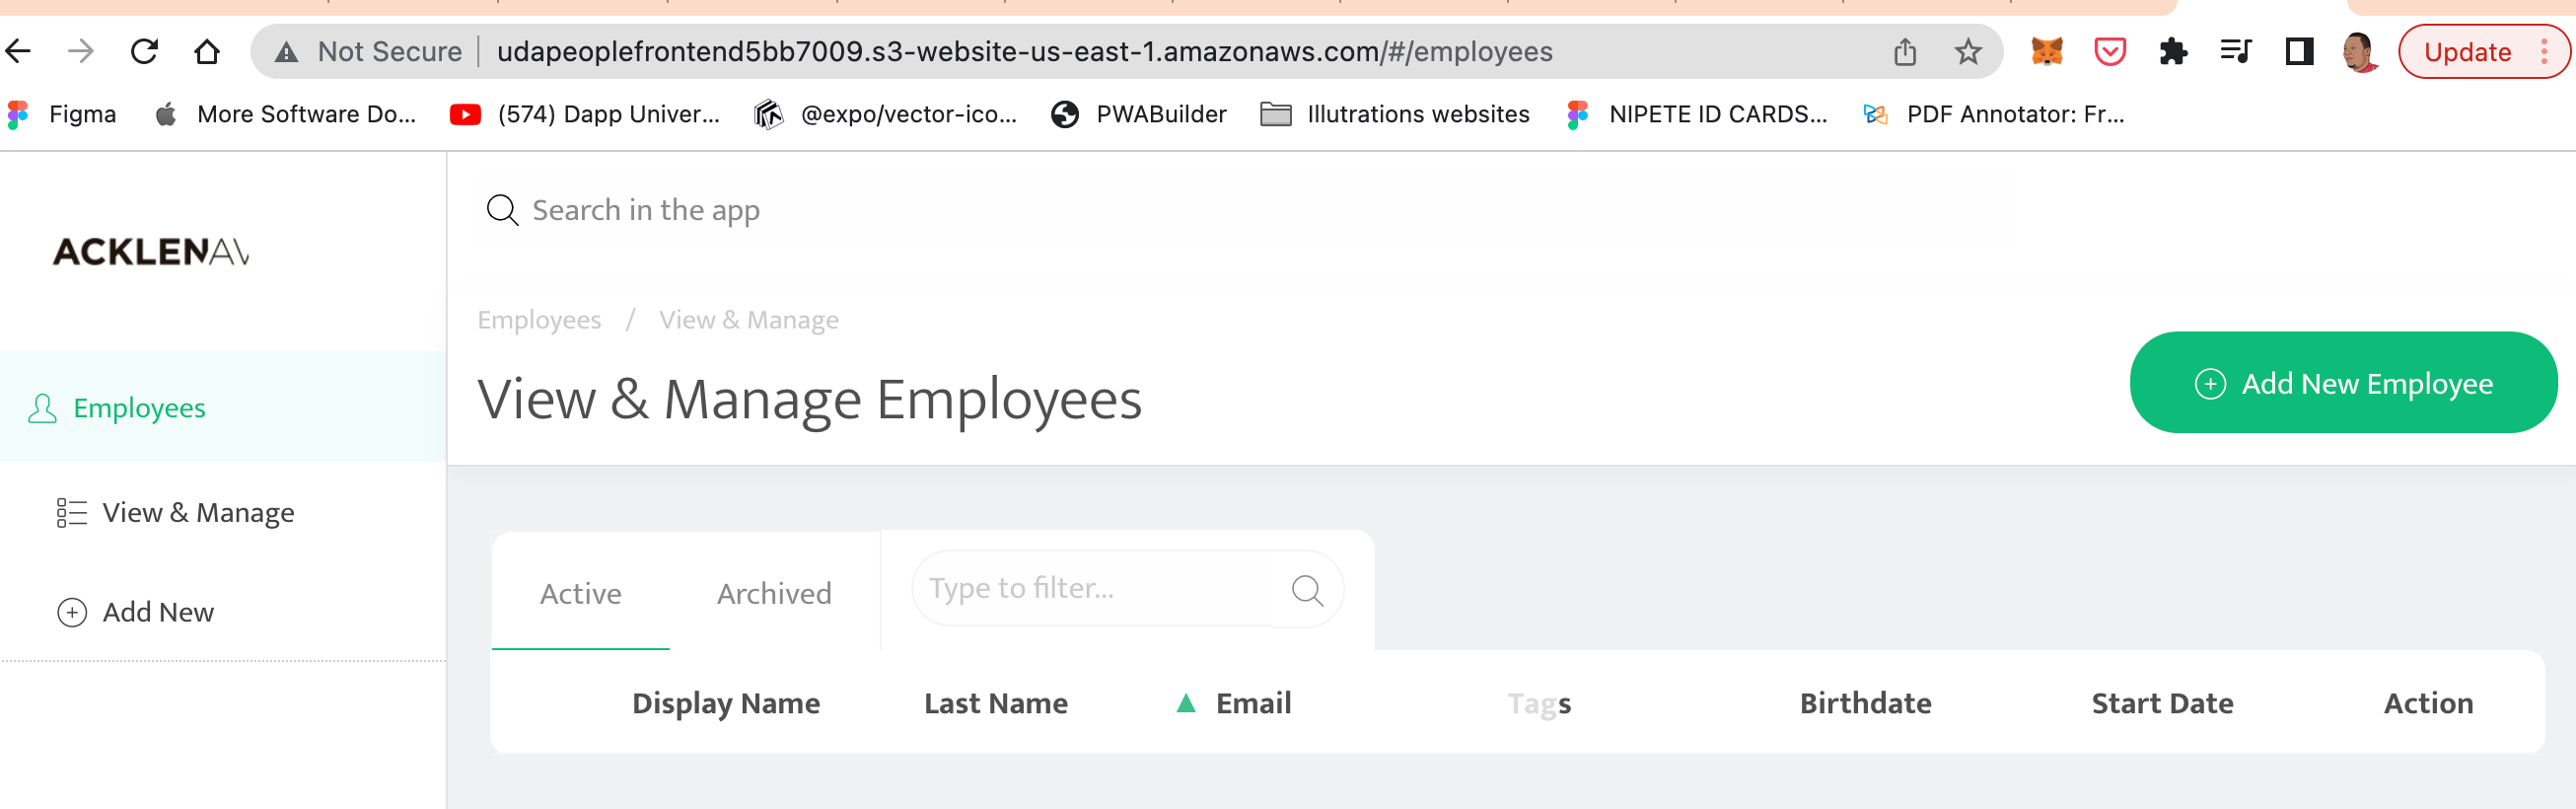 Not Secure udapeoplefrontend5bb7009.s3-website-us-east-1.amazonaws.com/#/employees Update
Figma More Software Do... (574) Dapp Univer... @expo/vector-ico... PWABuilder Illutrations websites NIPETE ID CARDS... PDF Annotator: Fr...
ACKLENAV
Search in the app
Employees / View & Manage
View & Manage Employees
Add New Employee
Employees
View & Manage
Add New
Active Archived Type to filter...
Display Name Last Name Email Tags Birthdate Start Date Action